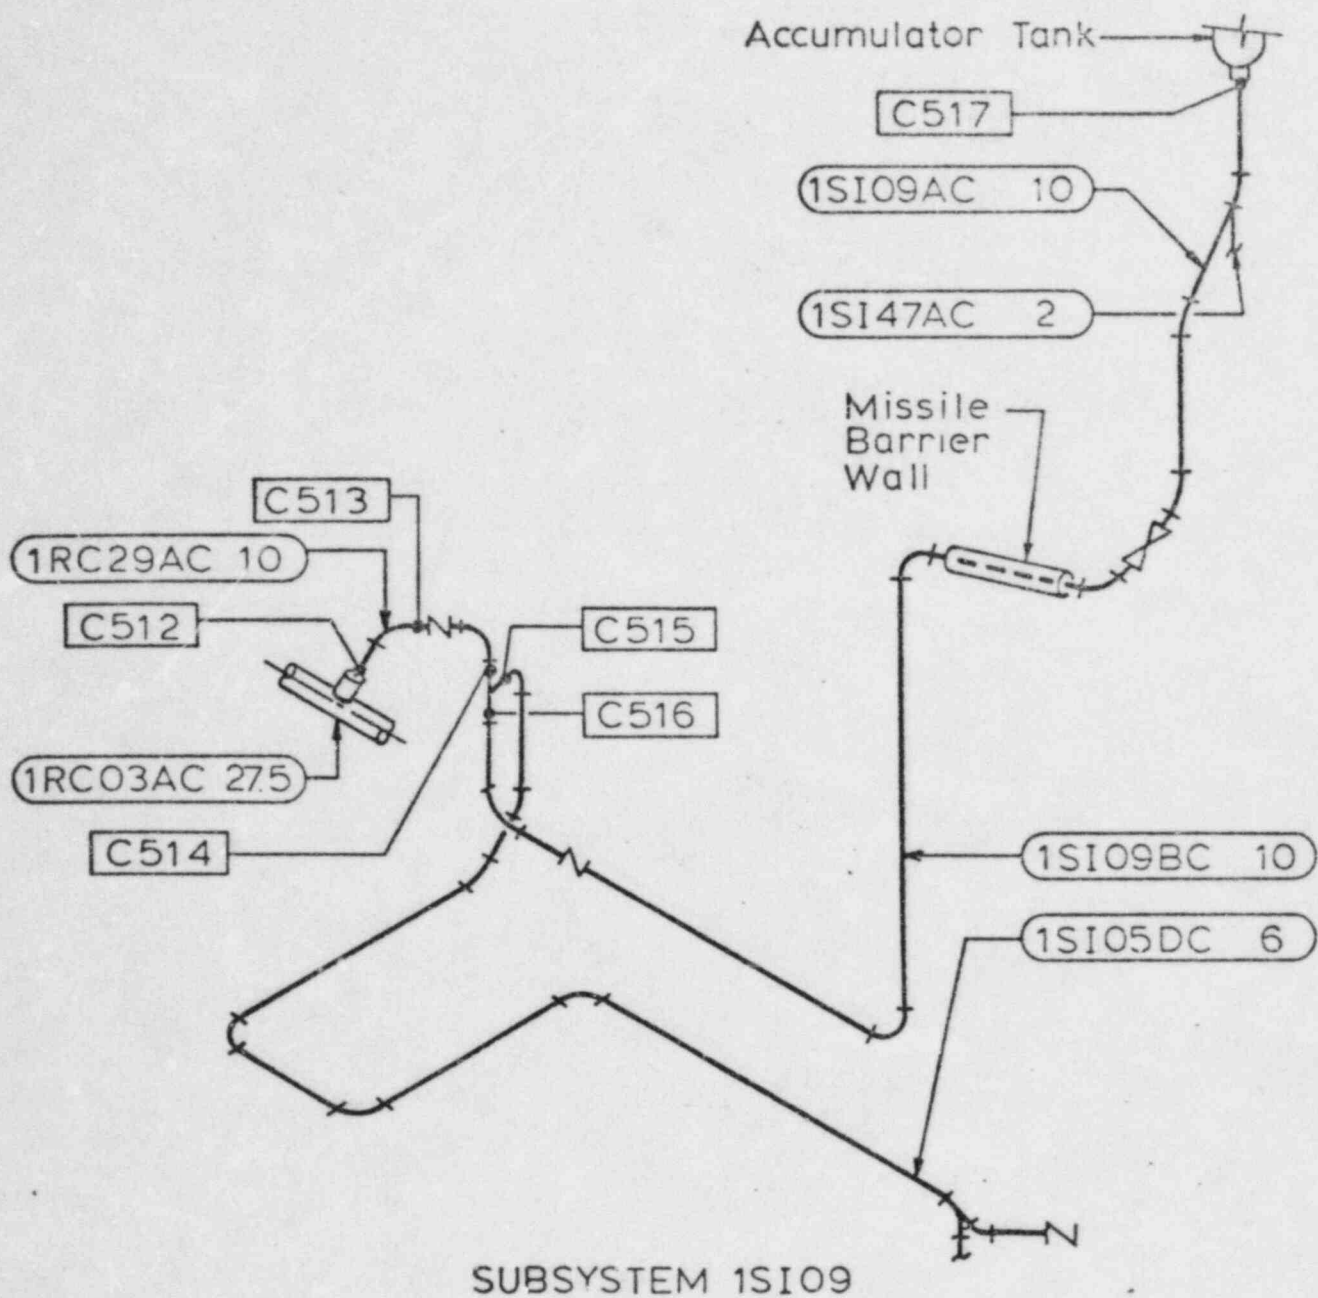 Accumulator Tank
C517
1SI09AC 10
1SI47AC 2
Missile
Barrier
Wall
C513
1RC29AC 10
C512
C515
C516
1RC03AC 27.5
C514
1SI09BC 10
1SI05DC 6
SUBSYSTEM 1SI09